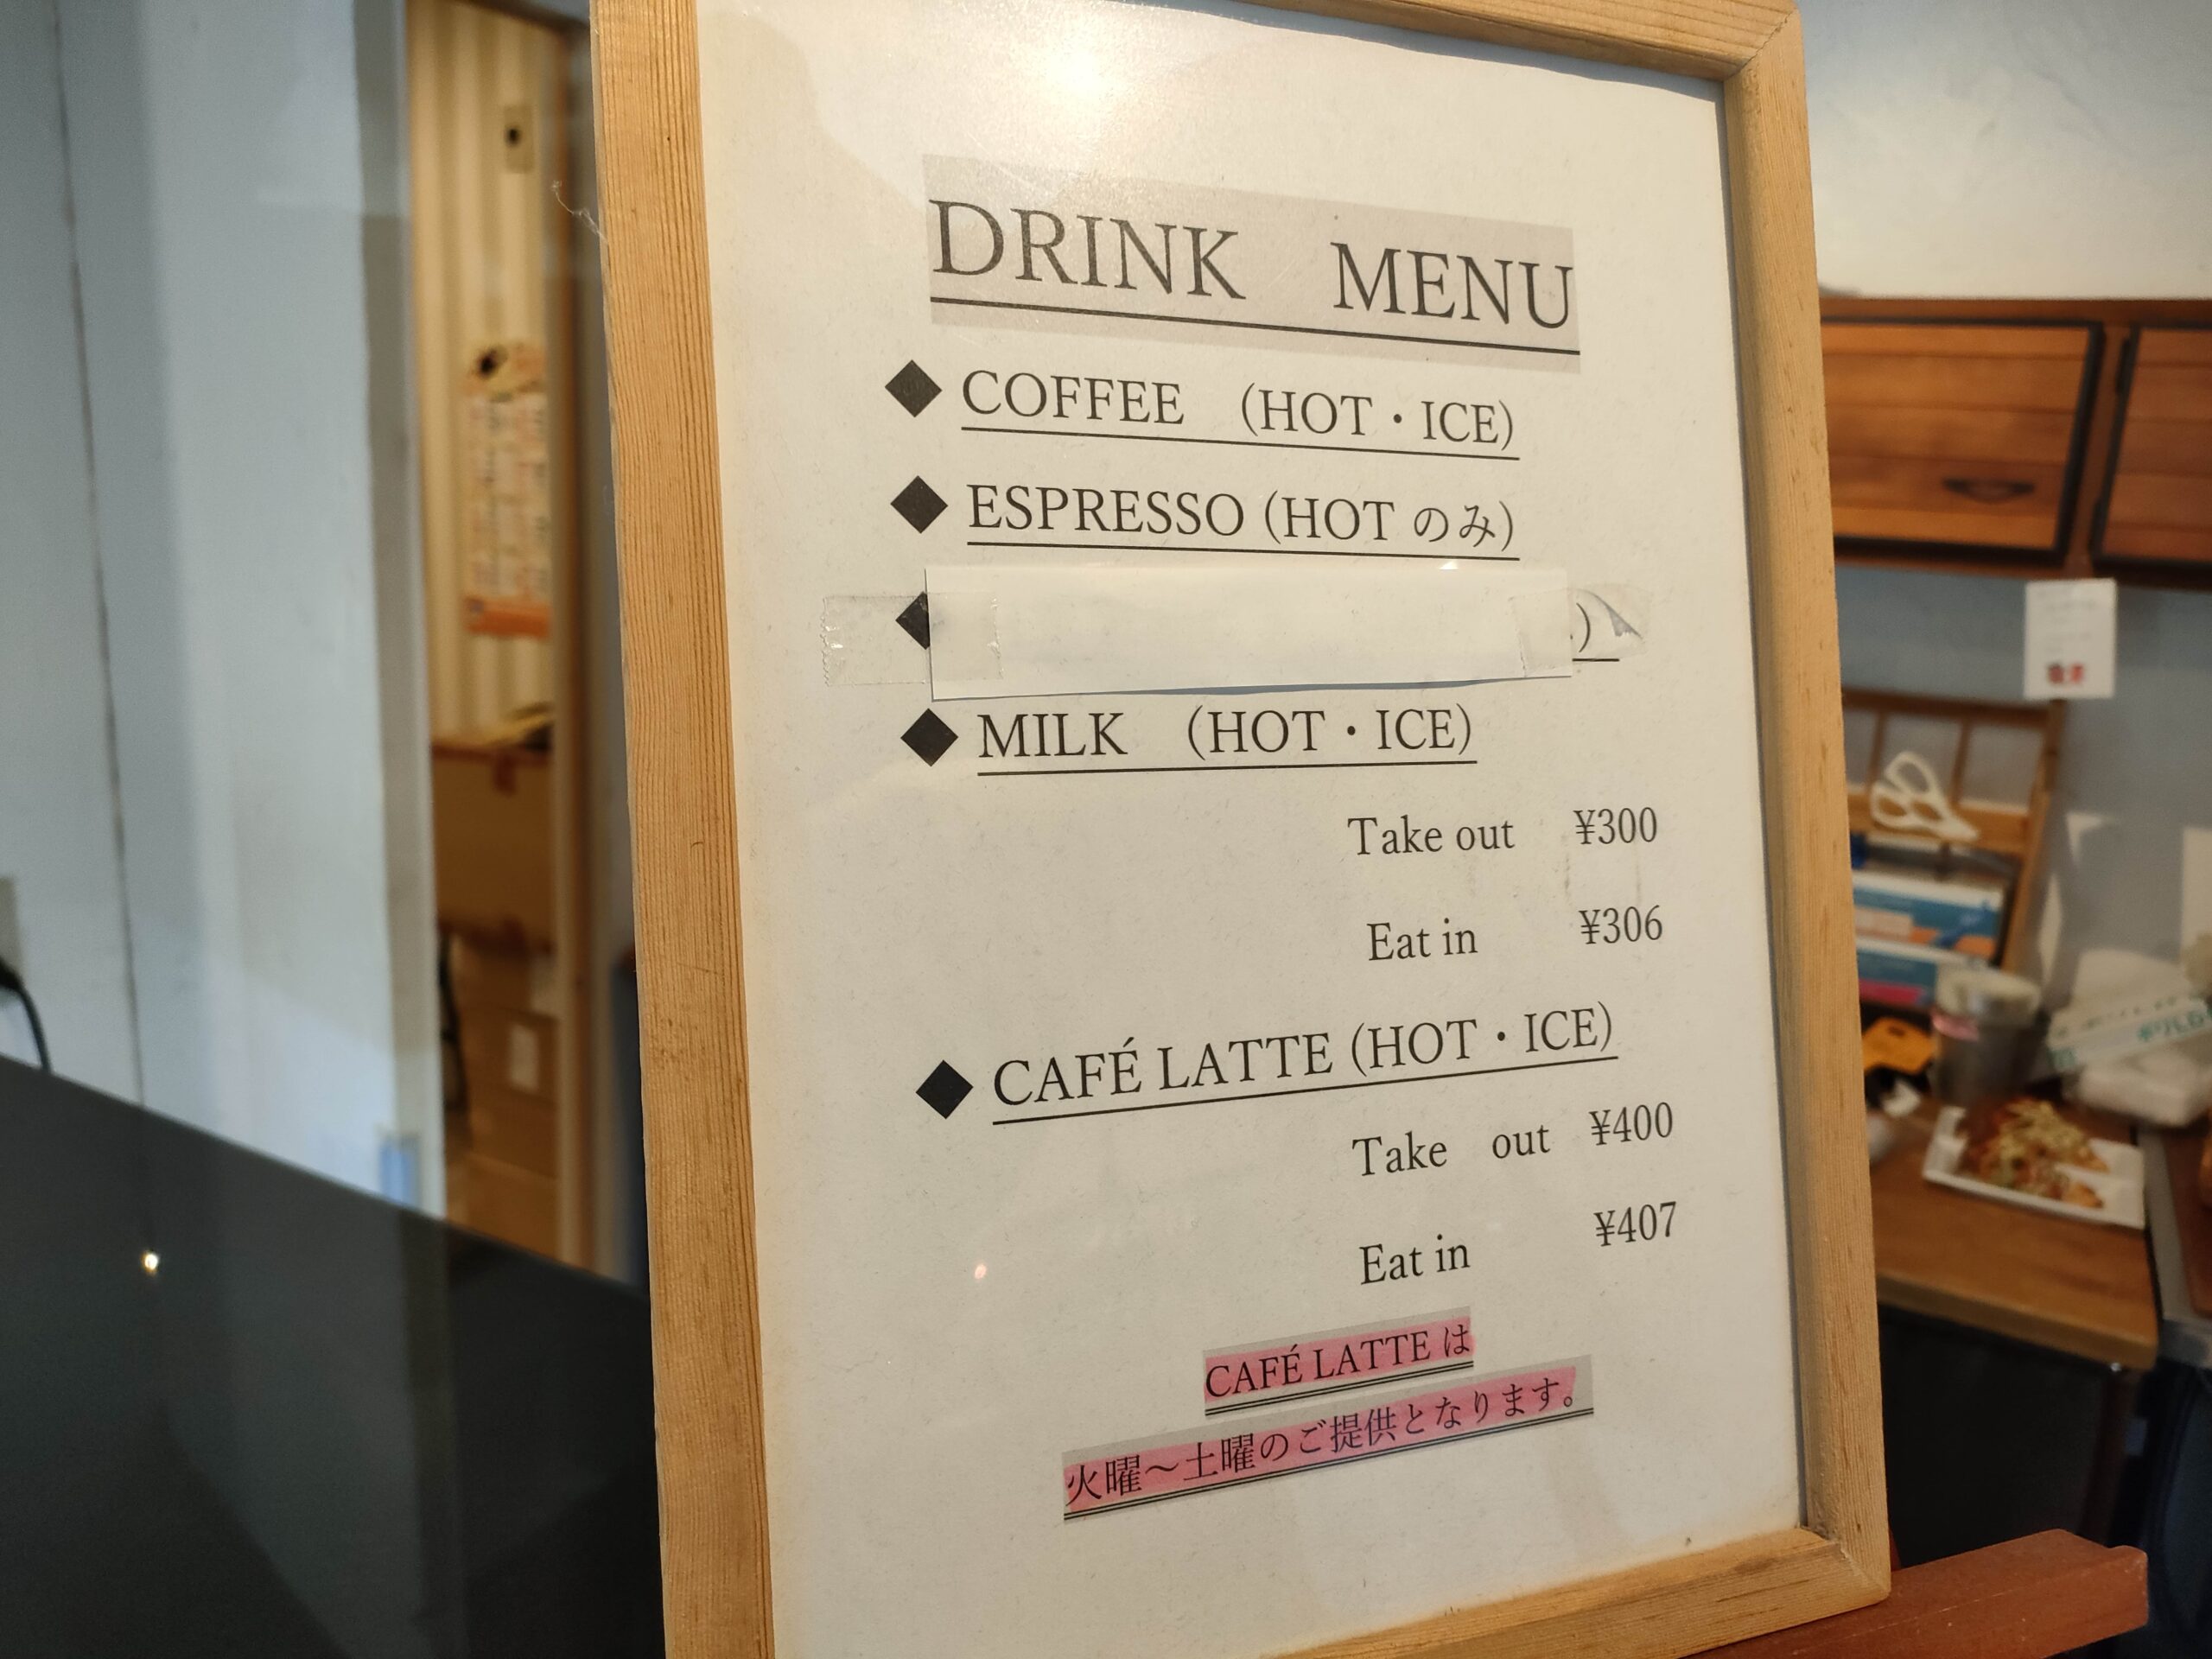 DRINK MENU
◆ COFFEE (HOT・ICE)
◆ ESPRESSO (HOT のみ)
◆ )
◆ MILK (HOT・ICE)
Take out ¥300
Eat in ¥306
◆ CAFÉ LATTE (HOT・ICE)
Take out ¥400
Eat in ¥407
CAFÉ LATTE は
火曜～土曜のご提供となります。